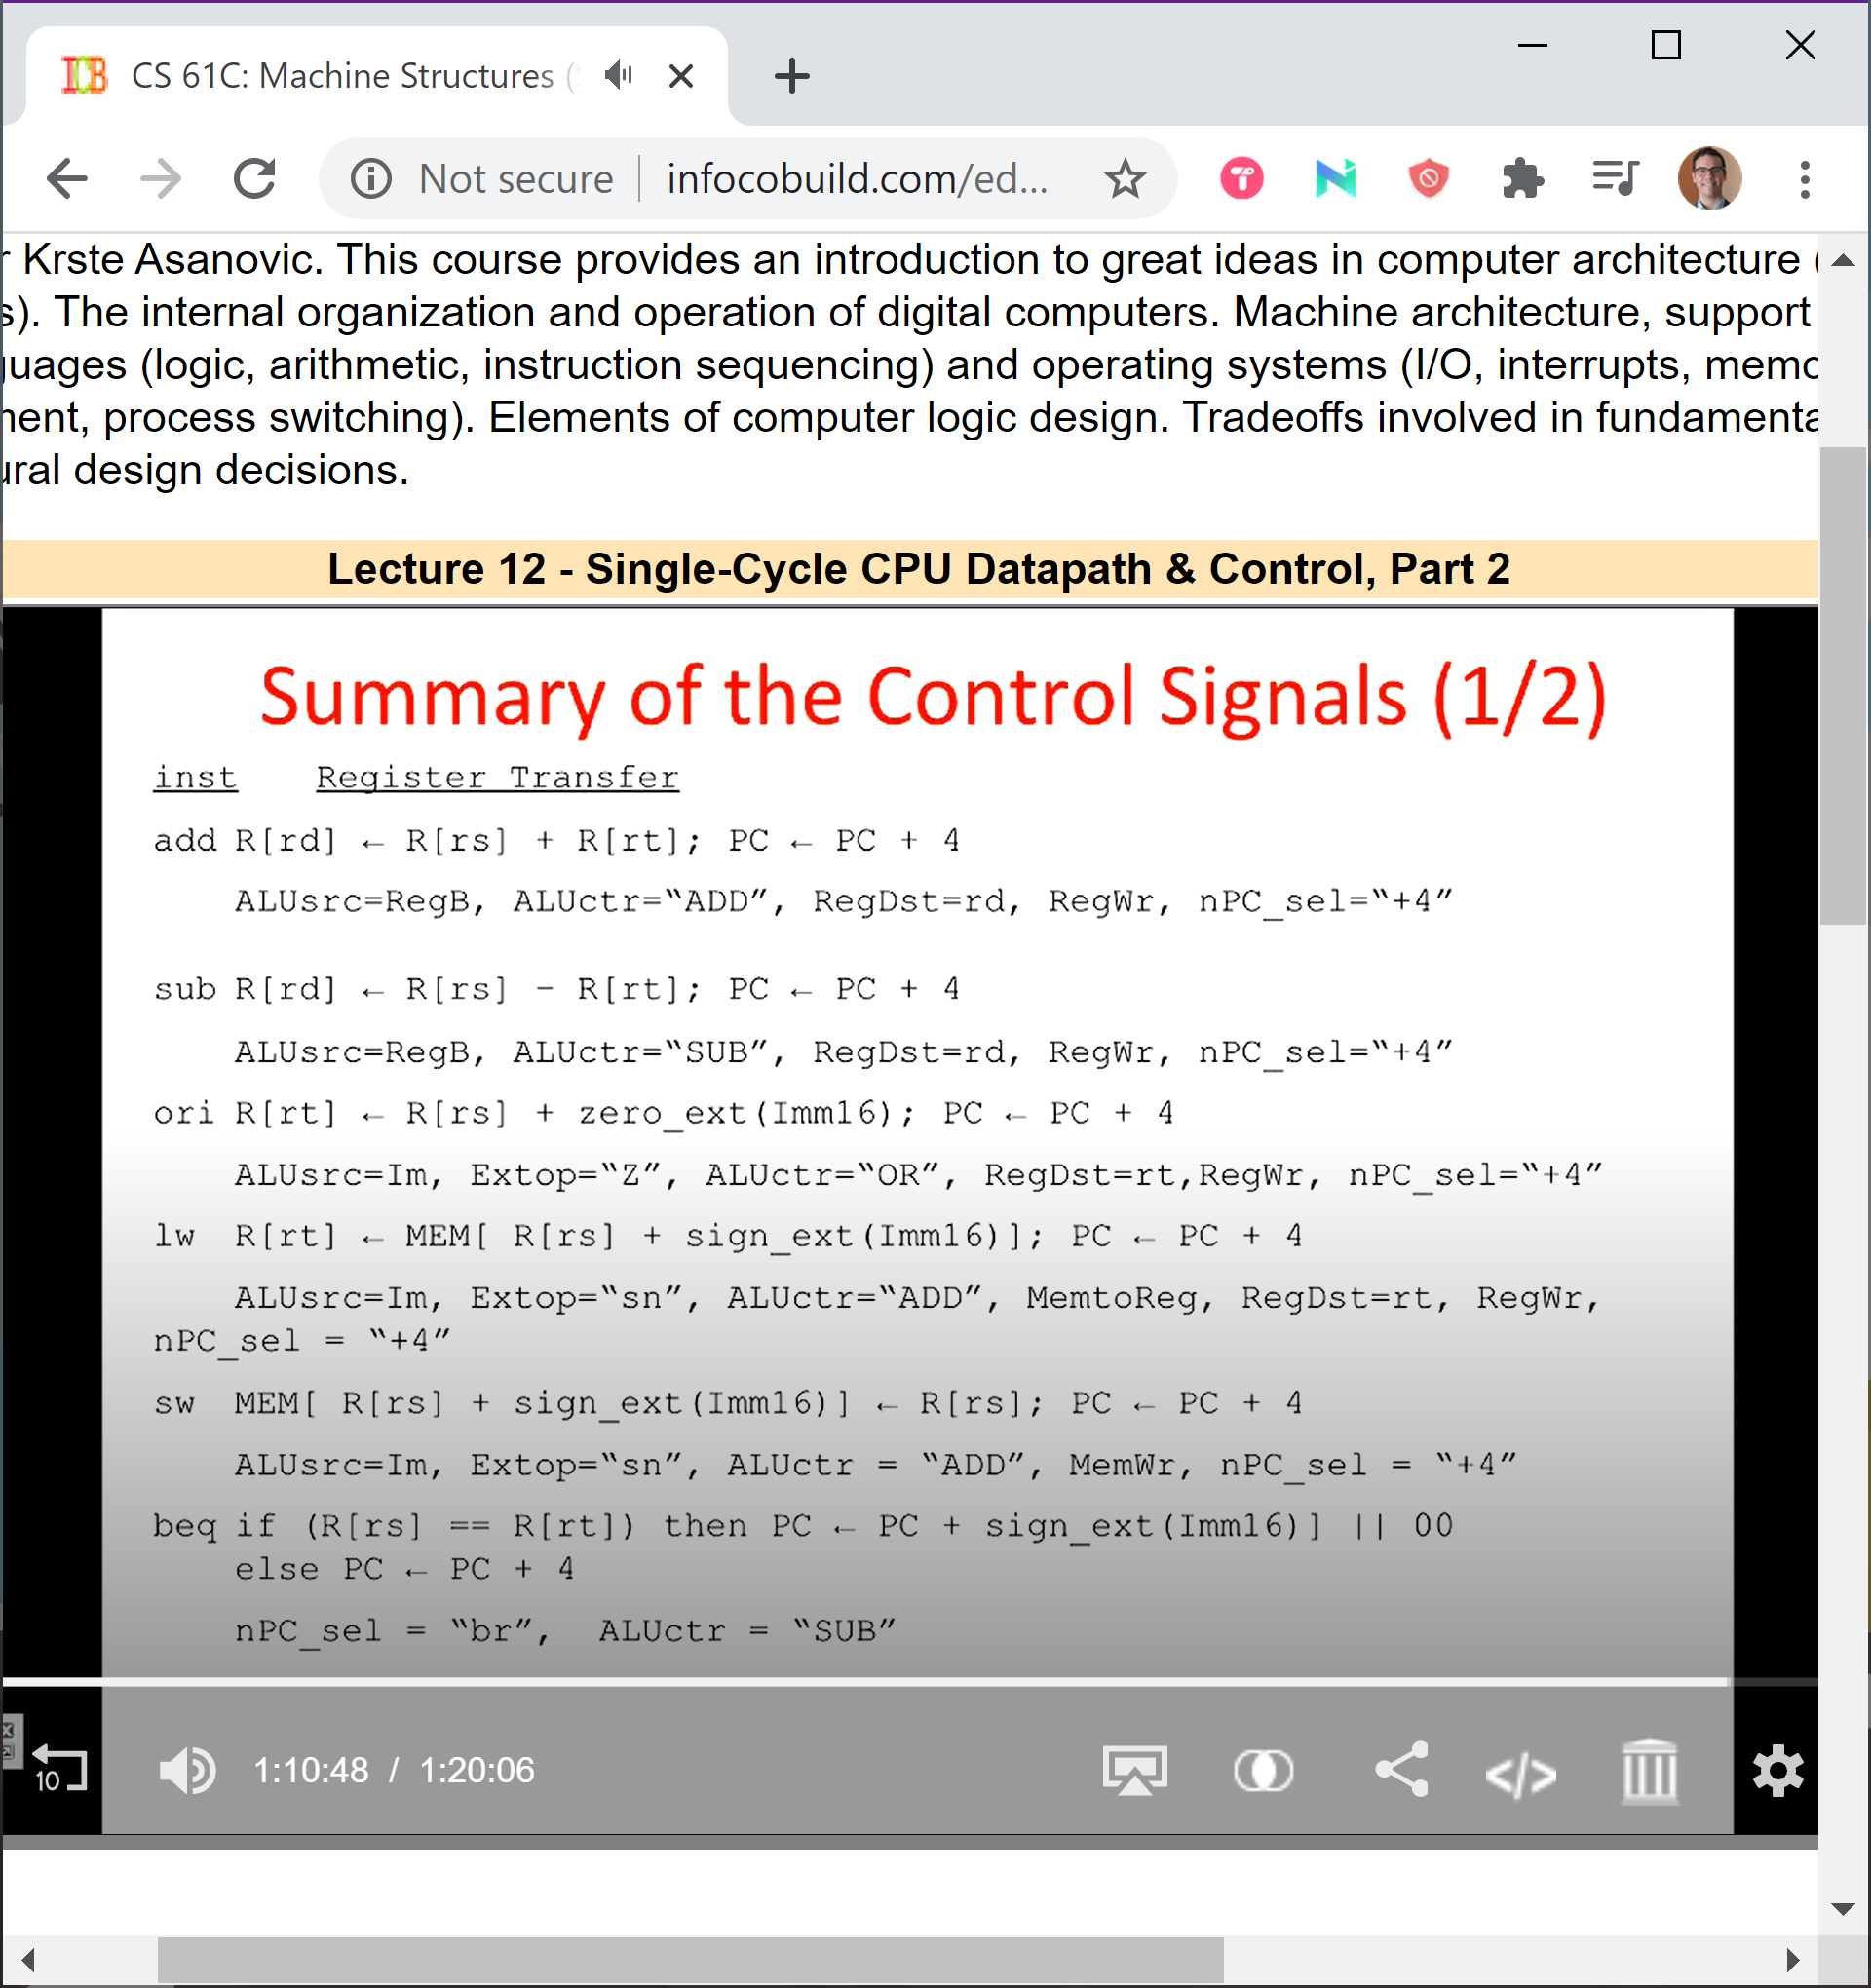 CS 61C: Machine Structures (
Not secure infocobuild.com/ed...
r Krste Asanovic. This course provides an introduction to great ideas in computer architecture (
s). The internal organization and operation of digital computers. Machine architecture, support
juages (logic, arithmetic, instruction sequencing) and operating systems (I/O, interrupts, memo
nent, process switching). Elements of computer logic design. Tradeoffs involved in fundamenta
ural design decisions.
Lecture 12 - Single-Cycle CPU Datapath & Control, Part 2
Summary of the Control Signals (1/2)
inst Register Transfer
add R[rd] ← R[rs] + R[rt]; PC ← PC + 4
ALUsrc=RegB, ALUctr=“ADD”, RegDst=rd, RegWr, nPC_sel=“+4”
sub R[rd] ← R[rs] – R[rt]; PC ← PC + 4
ALUsrc=RegB, ALUctr=“SUB”, RegDst=rd, RegWr, nPC_sel=“+4”
ori R[rt] ← R[rs] + zero_ext(Imm16); PC ← PC + 4
ALUsrc=Im, Extop=“Z”, ALUctr=“OR”, RegDst=rt,RegWr, nPC_sel=“+4”
lw R[rt] ← MEM[ R[rs] + sign_ext(Imm16)]; PC ← PC + 4
ALUsrc=Im, Extop=“sn”, ALUctr=“ADD”, MemtoReg, RegDst=rt, RegWr,
nPC_sel = “+4”
sw MEM[ R[rs] + sign_ext(Imm16)] ← R[rs]; PC ← PC + 4
ALUsrc=Im, Extop=“sn”, ALUctr = “ADD”, MemWr, nPC_sel = “+4”
beq if (R[rs] == R[rt]) then PC ← PC + sign_ext(Imm16)] || 00
else PC ← PC + 4
nPC_sel = “br”, ALUctr = “SUB”
10 1:10:48 / 1:20:06